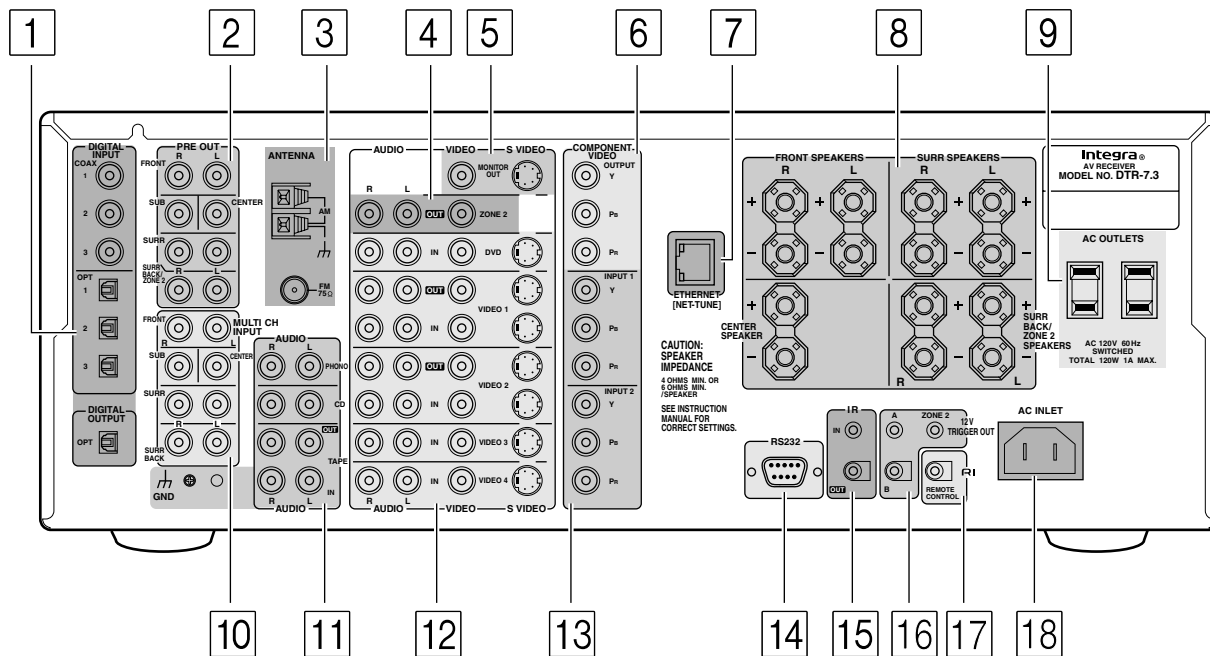 1 2 3 4 5 6 7 8 9
DIGITAL
INPUT
COAX
1
2
3
OPT
1
2
3
DIGITAL
OUTPUT
OPT
PRE OUT
R L
FRONT
SUB CENTER
SURR
SURR
BACK/
ZONE 2
R L
FRONT
MULTI CH
INPUT
R L
SUB CENTER
SURR
R L
SURR
BACK
GND
ANTENNA
AM
FM
75Ω
AUDIO
R L
PHONO
CD
OUT
TAPE
IN
R L
AUDIO
AUDIO VIDEO S VIDEO
MONITOR
OUT
R L
OUT ZONE 2
IN DVD
OUT
VIDEO 1
IN
OUT
VIDEO 2
IN
IN VIDEO 3
IN VIDEO 4
R L
AUDIO VIDEO S VIDEO
COMPONENT
VIDEO
OUTPUT
Y
PB
PR
INPUT 1
Y
PB
PR
INPUT 2
Y
PB
PR
ETHERNET
[NET-TUNE]
CAUTION:
SPEAKER
IMPEDANCE
4 OHMS MIN. OR
6 OHMS MIN.
/SPEAKER
SEE INSTRUCTION
MANUAL FOR
CORRECT SETTINGS.
FRONT SPEAKERS
R L
SURR SPEAKERS
R L
+ + + +
– – – –
CENTER
SPEAKER
+
–
+ +
– –
SURR
BACK/
ZONE 2
SPEAKERS
R L
Integra®
AV RECEIVER
MODEL NO. DTR-7.3
AC OUTLETS
AC 120V 60Hz
SWITCHED
TOTAL 120W 1A MAX.
RS232
IR
IN
OUT
A ZONE 2
12V
TRIGGER OUT
B
REMOTE
CONTROL
RI
AC INLET
10 11 12 13 14 15 16 17 18